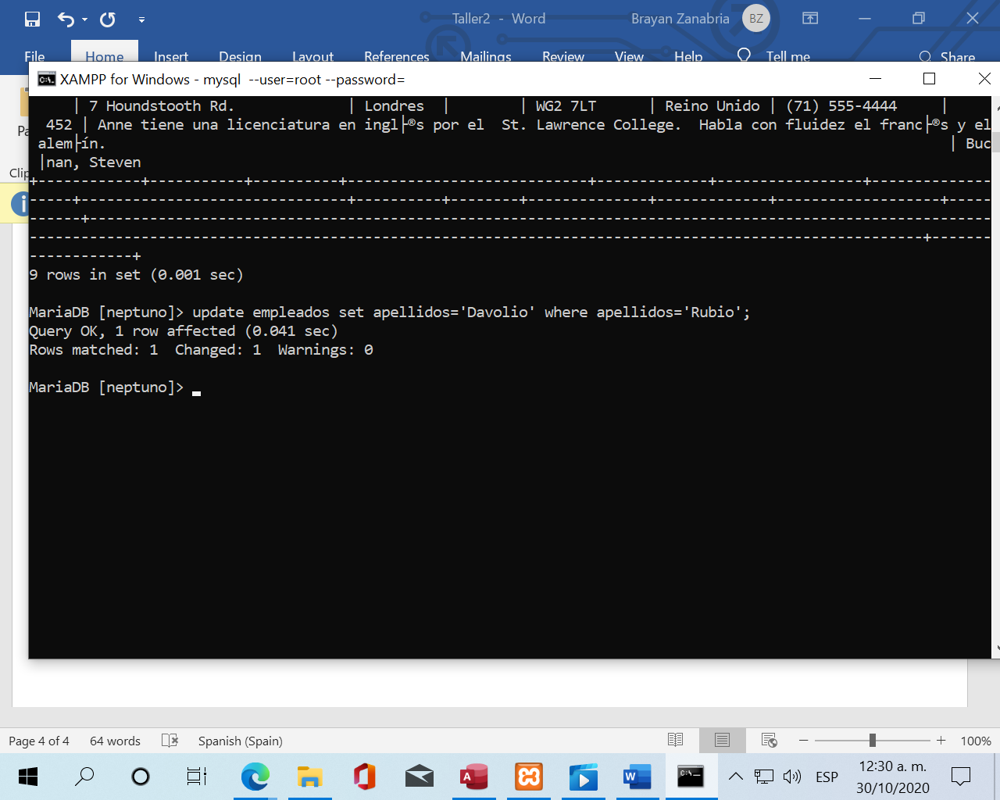 Taller2 - Word
Brayan Zanabria
BZ
File Home Insert Design Layout References Mailings Review View Help Tell me Share
XAMPP for Windows - mysql --user=root --password=
| 7 Houndstooth Rd. | Londres | | WG2 7LT | Reino Unido | (71) 555-4444 |
452 | Anne tiene una licenciatura en ingl├®s por el St. Lawrence College. Habla con fluidez el franc├®s y el
alem├ín. | Buc
|nan, Steven
+------------+-----------+----------+----------------------------+-------------+-----------------+--------------
-----+-------------------------------+----------+--------+--------------+-------------+-------------------+-----
------+---------------------------------------------------------------------------------------------------------
--------------------------------------------------------------------------------------------------------+-------
------------+
9 rows in set (0.001 sec)
MariaDB [neptuno]> update empleados set apellidos='Davolio' where apellidos='Rubio';
Query OK, 1 row affected (0.041 sec)
Rows matched: 1 Changed: 1 Warnings: 0
MariaDB [neptuno]>
Page 4 of 4 64 words Spanish (Spain) 100%
ESP
12:30 a. m.
30/10/2020